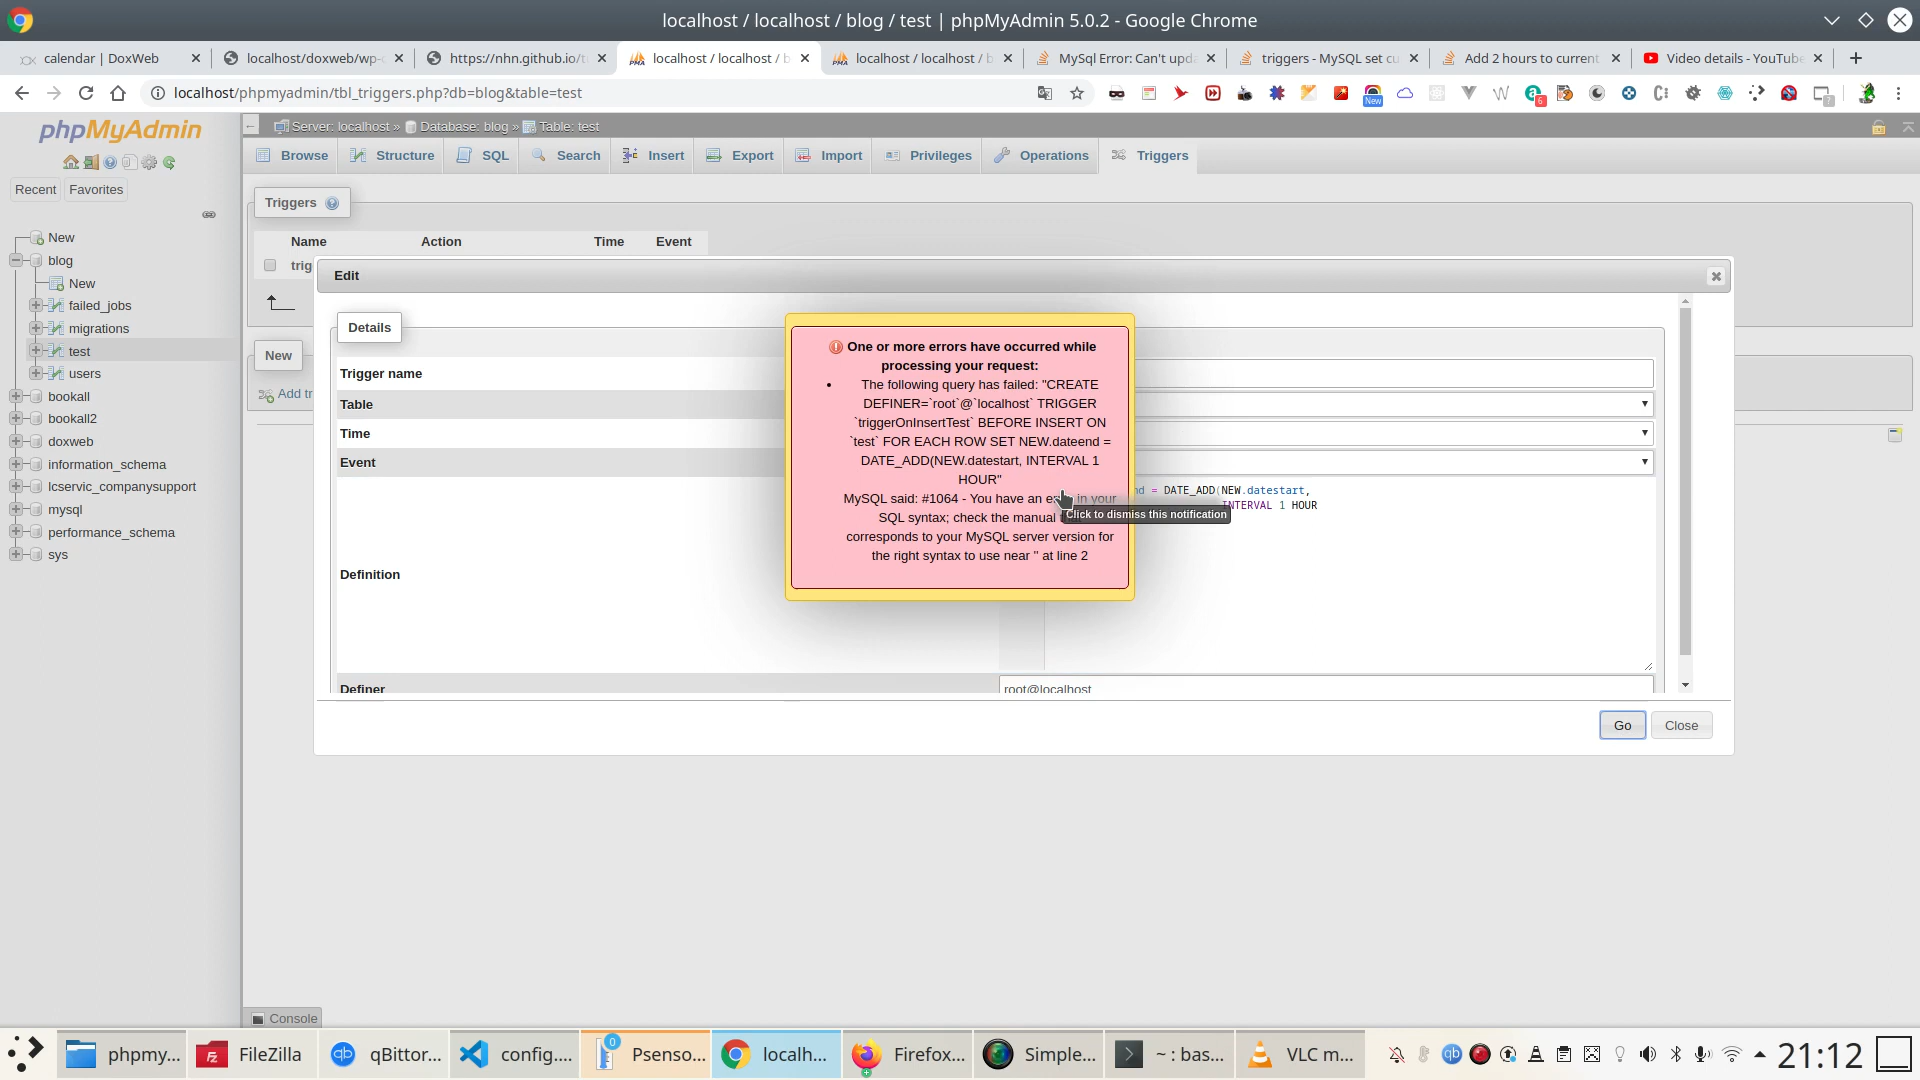 localhost / localhost / blog / test | phpMyAdmin 5.0.2 - Google Chrome
calendar | DoxWeb
localhost/doxweb/wp-c
https://nhn.github.io/t
localhost / localhost / b
localhost / localhost / b
MySql Error: Can't upda
triggers - MySQL set cu
Add 2 hours to current
Video details - YouTube
localhost/phpmyadmin/tbl_triggers.php?db=blog&table=test
New
6
?
phpMyAdmin
Recent
Favorites
New
blog
New
failed_jobs
migrations
test
users
bookall
bookall2
doxweb
information_schema
lcservic_companysupport
mysql
performance_schema
sys
Server: localhost »
Database: blog »
Table: test
Browse
Structure
SQL
Search
Insert
Export
Import
Privileges
Operations
Triggers
Triggers
Name
Action
Time
Event
trig
New
Add tr
Edit
Details
Trigger name
Table
Time
Event
Definition
nd = DATE_ADD(NEW.datestart,
INTERVAL 1 HOUR
Definer
root@localhost
One or more errors have occurred while
processing your request:
The following query has failed: "CREATE
DEFINER=`root`@`localhost` TRIGGER
`triggerOnInsertTest` BEFORE INSERT ON
`test` FOR EACH ROW SET NEW.dateend =
DATE_ADD(NEW.datestart, INTERVAL 1
HOUR"
MySQL said: #1064 - You have an e in your
SQL syntax; check the manual
corresponds to your MySQL server version for
the right syntax to use near '' at line 2
Click to dismiss this notification
Go
Close
Console
phpmy...
FileZilla
qBittor...
config....
0
Psenso...
localh...
Firefox...
Simple...
~ : bas...
VLC m...
21:12